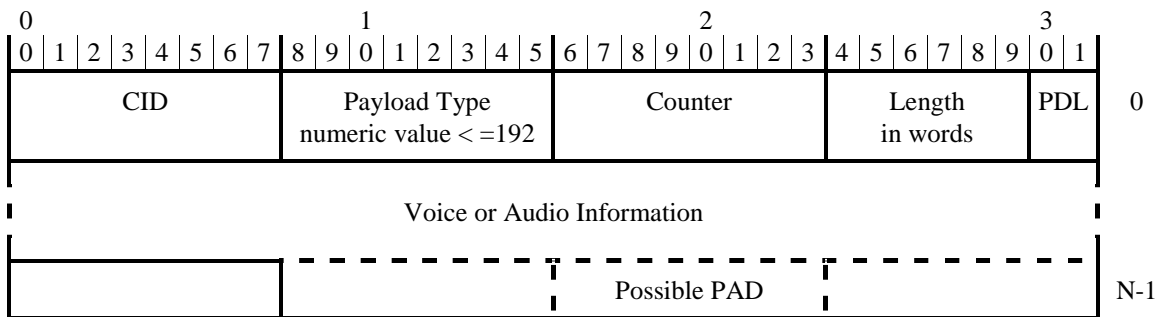 0 1 2 3
0 1 2 3 4 5 6 7 8 9 0 1 2 3 4 5 6 7 8 9 0 1 2 3 4 5 6 7 8 9 0 1
CID Payload Type Counter Length PDL 0
numeric value < =192 in words
Voice or Audio Information
Possible PAD N-1